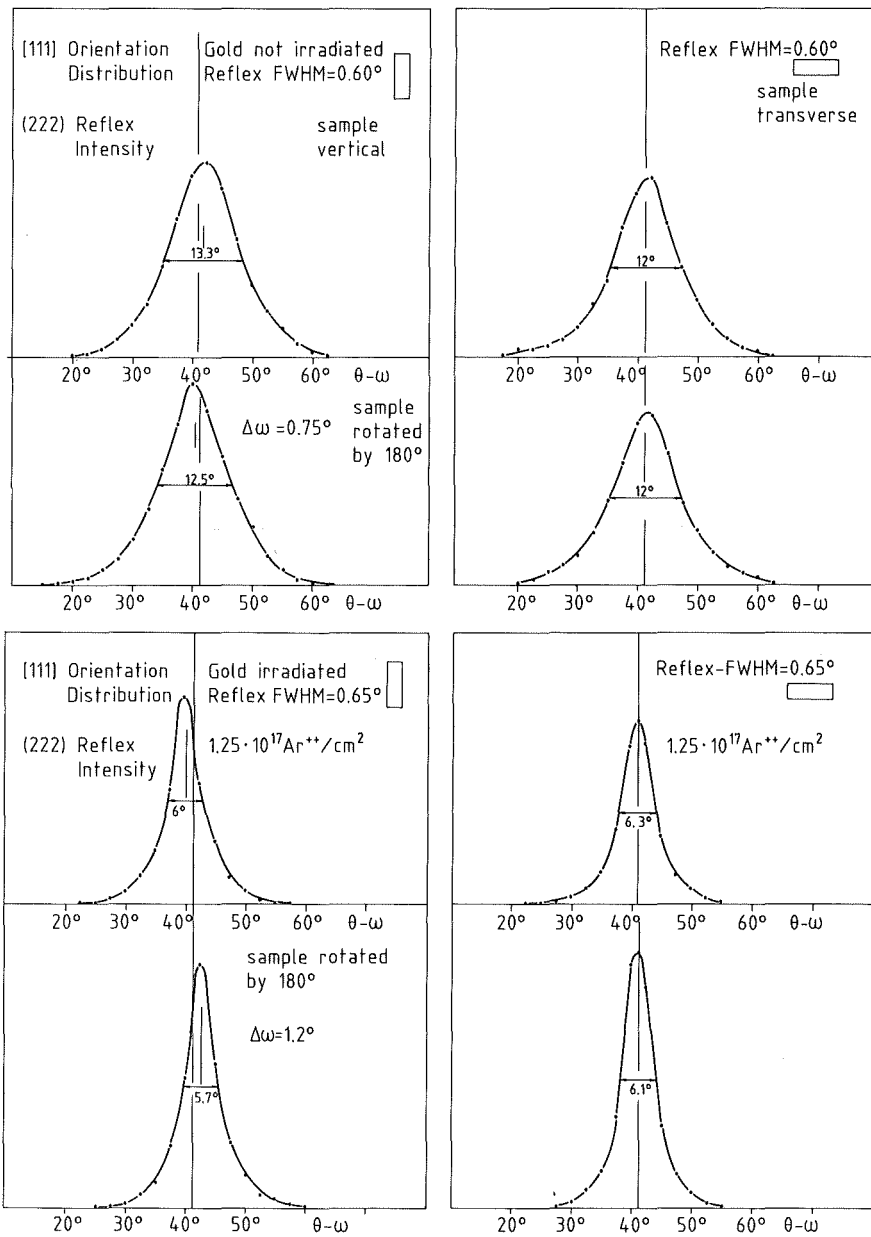 [111] Orientation
Distribution
Gold not irradiated
Reflex FWHM=0.60°
(222) Reflex
Intensity
sample
vertical
13.3°
20° 30° 40° 50° 60° θ-ω
Δω=0.75°
sample
rotated
by 180°
12.5°
20° 30° 40° 50° 60° θ-ω
Reflex FWHM=0.60°
sample
transverse
12°
20° 30° 40° 50° 60° θ-ω
12°
20° 30° 40° 50° 60° θ-ω
[111] Orientation
Distribution
Gold irradiated
Reflex FWHM=0.65°
(222) Reflex
Intensity
1.25·10¹⁷Ar⁺⁺/cm²
6°
20° 30° 40° 50° 60° θ-ω
sample rotated
by 180°
Δω=1.2°
5.7°
20° 30° 40° 50° 60° θ-ω
Reflex-FWHM=0.65°
1.25·10¹⁷Ar⁺⁺/cm²
6.3°
20° 30° 40° 50° 60° θ-ω
6.1°
20° 30° 40° 50° 60° θ-ω